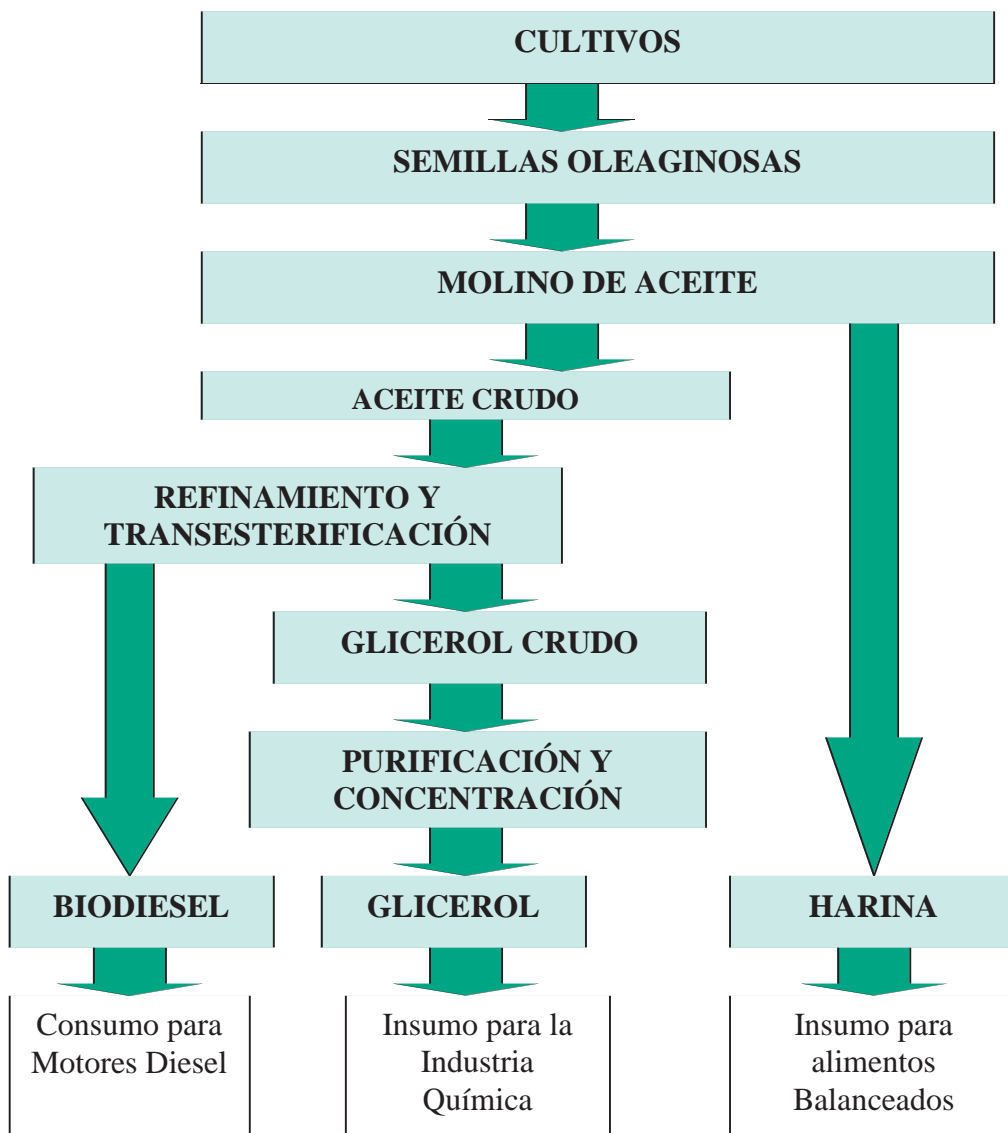 CULTIVOS
SEMILLAS OLEAGINOSAS
MOLINO DE ACEITE
ACEITE CRUDO
REFINAMIENTO Y
TRANSESTERIFICACIÓN
GLICEROL CRUDO
PURIFICACIÓN Y
CONCENTRACIÓN
BIODIESEL
GLICEROL
HARINA
Consumo para
Motores Diesel
Insumo para la
Industria
Química
Insumo para
alimentos
Balanceados